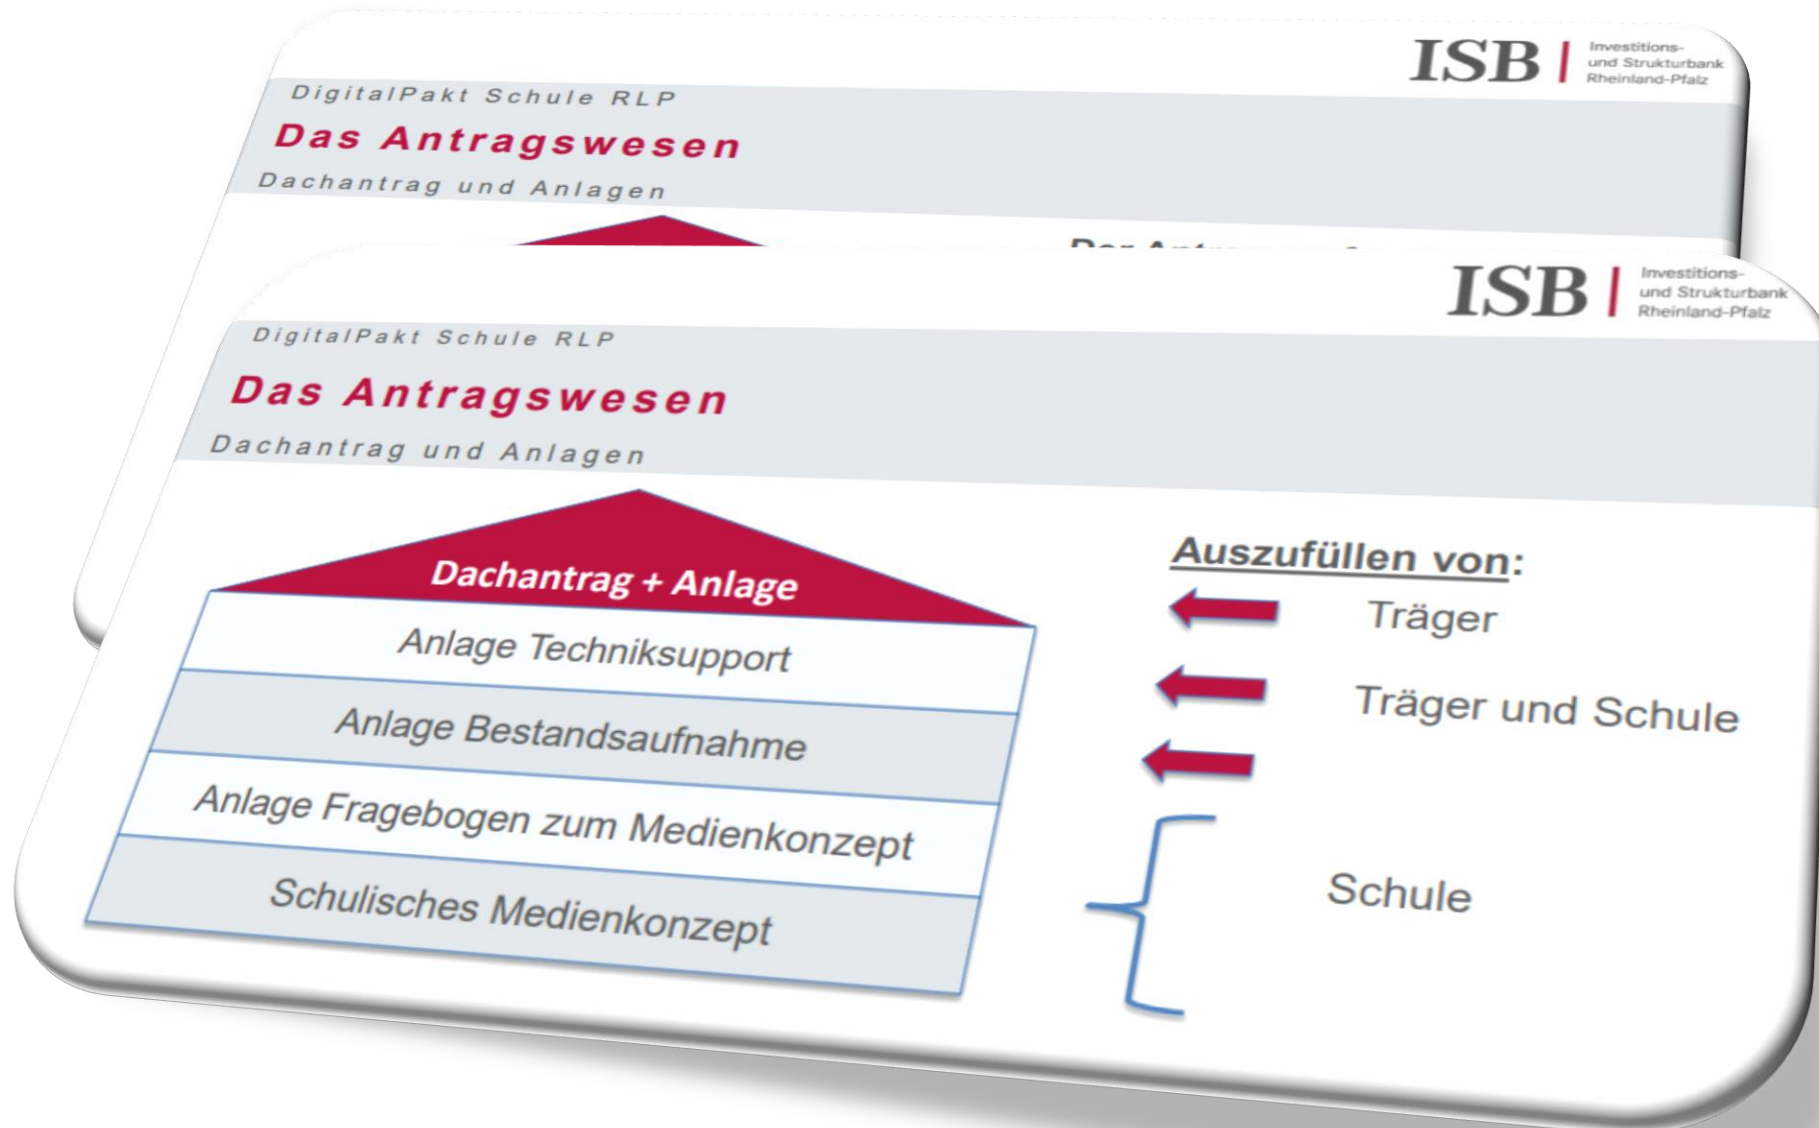 ISB
Investitions-
und Strukturbank
Rheinland-Pfalz
DigitalPakt Schule RLP
Das Antragswesen
Dachantrag und Anlagen
ISB
Investitions-
und Strukturbank
Rheinland-Pfalz
DigitalPakt Schule RLP
Das Antragswesen
Dachantrag und Anlagen
Dachantrag + Anlage
Anlage Techniksupport
Anlage Bestandsaufnahme
Anlage Fragebogen zum Medienkonzept
Schulisches Medienkonzept
Auszufüllen von:
Träger
Träger und Schule
Schule